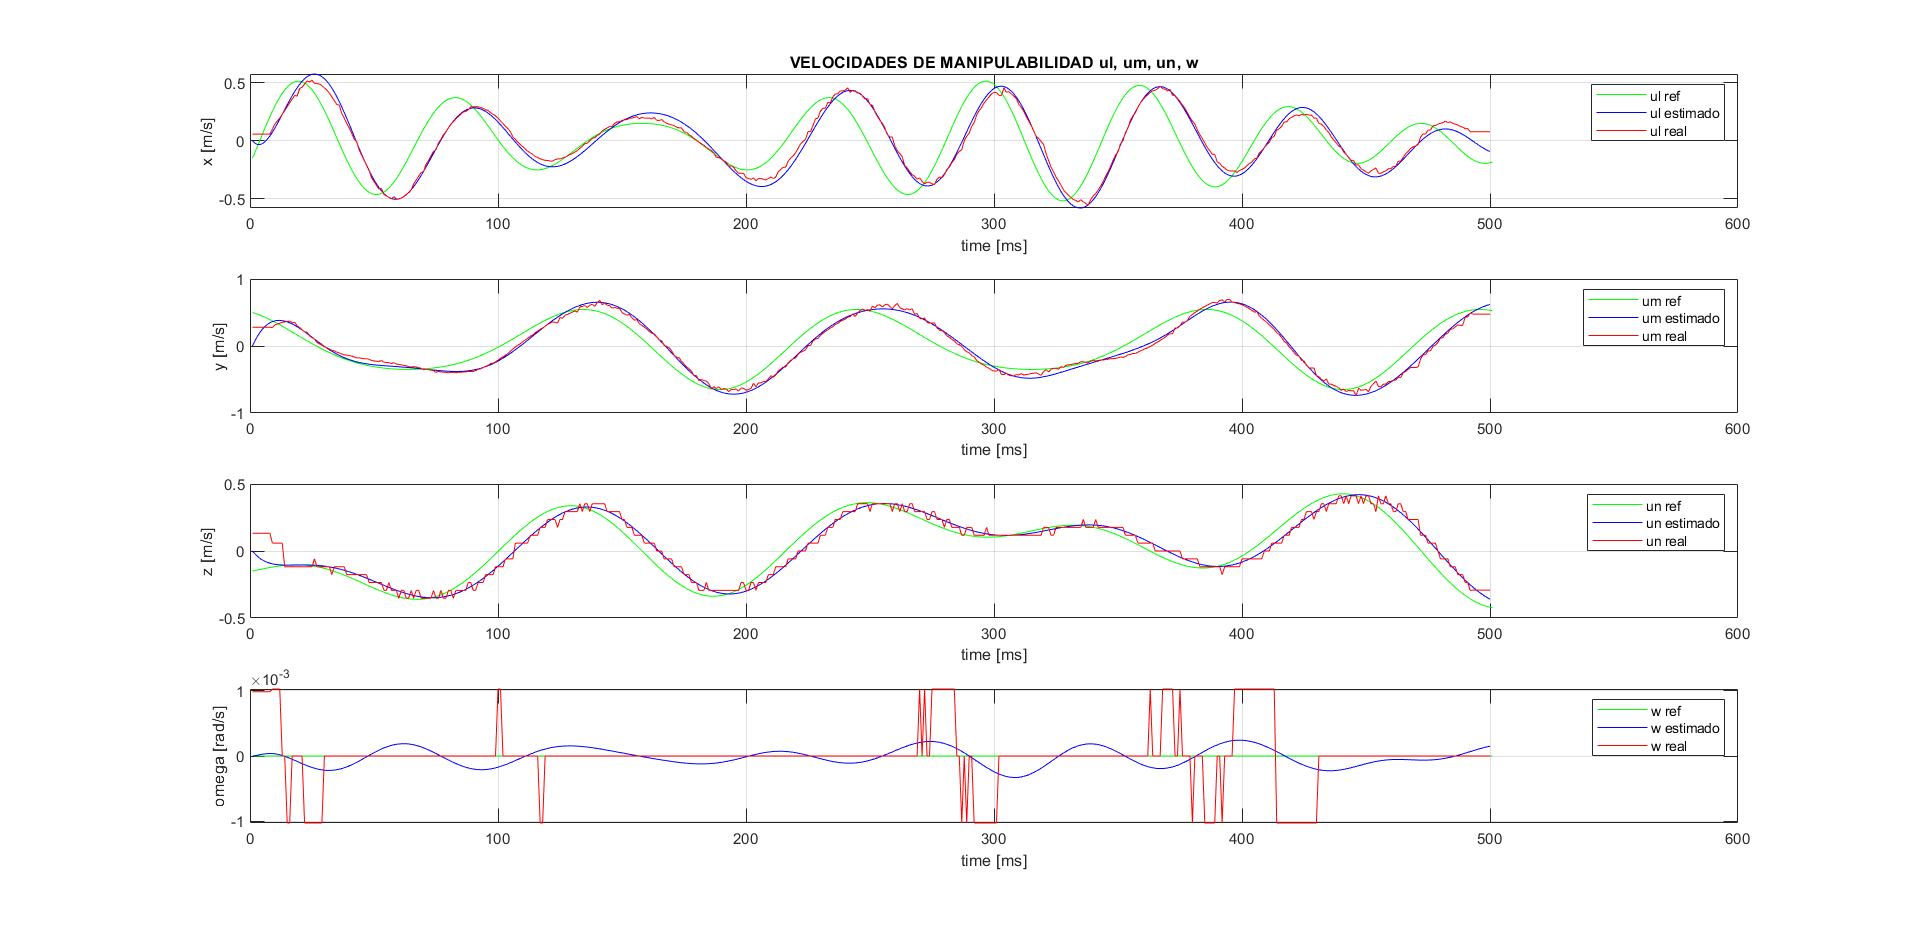 VELOCIDADES DE MANIPULABILIDAD ul, um, un, w
0.5
0
-0.5
x [m/s]
ul ref
ul estimado
ul real
0 100 200 300 400 500 600
time [ms]
1
0
-1
y [m/s]
um ref
um estimado
um real
0 100 200 300 400 500 600
time [ms]
0.5
0
-0.5
z [m/s]
un ref
un estimado
un real
0 100 200 300 400 500 600
time [ms]
×10-3
1
0
-1
omega [rad/s]
w ref
w estimado
w real
0 100 200 300 400 500 600
time [ms]